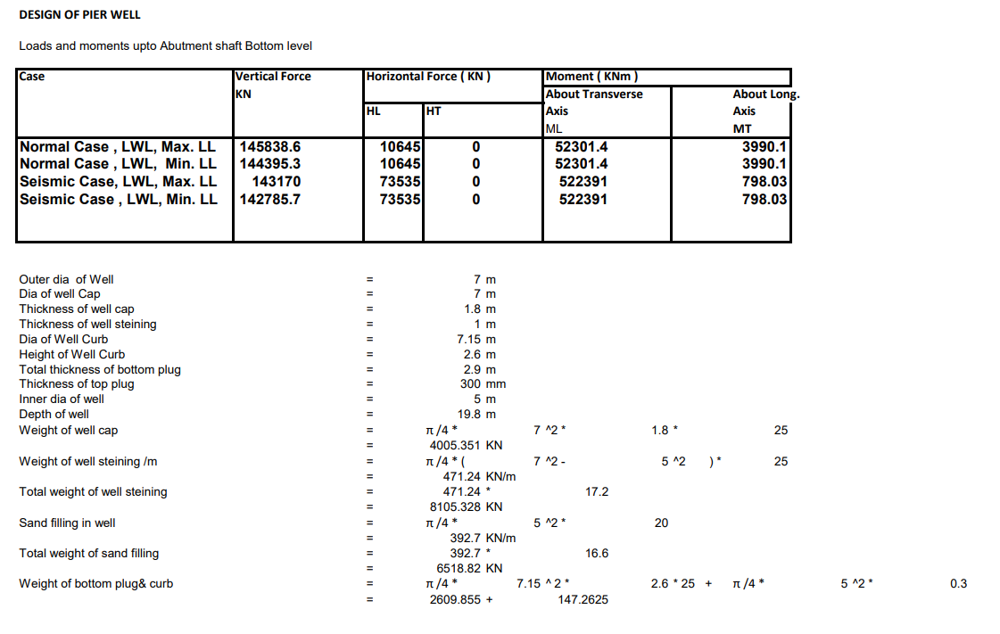 DESIGN OF PIER WELL
Loads and moments upto Abutment shaft Bottom level
Case Vertical Force Horizontal Force ( KN ) Moment ( KNm )
KN About Transverse About Long.
HL HT Axis Axis
ML MT
Normal Case , LWL, Max. LL 145838.6 10645 0 52301.4 3990.1
Normal Case , LWL, Min. LL 144395.3 10645 0 52301.4 3990.1
Seismic Case, LWL, Max. LL 143170 73535 0 522391 798.03
Seismic Case , LWL, Min. LL 142785.7 73535 0 522391 798.03
Outer dia of Well = 7 m
Dia of well Cap = 7 m
Thickness of well cap = 1.8 m
Thickness of well steining = 1 m
Dia of Well Curb = 7.15 m
Height of Well Curb = 2.6 m
Total thickness of bottom plug = 2.9 m
Thickness of top plug = 300 mm
Inner dia of well = 5 m
Depth of well = 19.8 m
Weight of well cap = π /4 * 7 ^2 * 1.8 * 25
= 4005.351 KN
Weight of well steining /m = π /4 * ( 7 ^2 - 5 ^2 ) * 25
= 471.24 KN/m
Total weight of well steining = 471.24 * 17.2
= 8105.328 KN
Sand filling in well = π /4 * 5 ^2 * 20
= 392.7 KN/m
Total weight of sand filling = 392.7 * 16.6
= 6518.82 KN
Weight of bottom plug& curb = π /4 * 7.15 ^ 2 * 2.6 * 25 + π /4 * 5 ^2 * 0.3
= 2609.855 + 147.2625